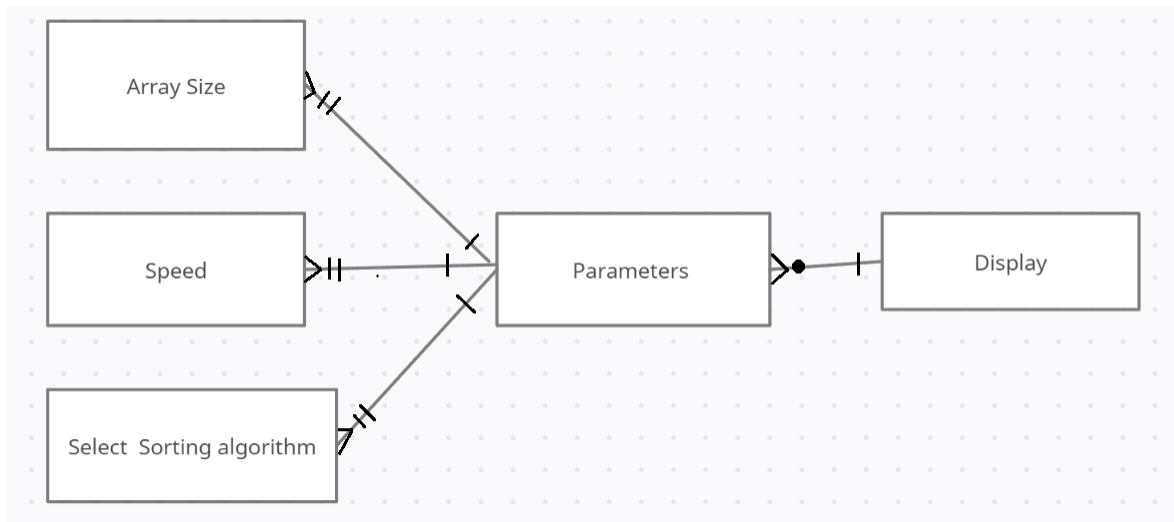 Array Size
Speed
Parameters
Display
Select  Sorting algorithm